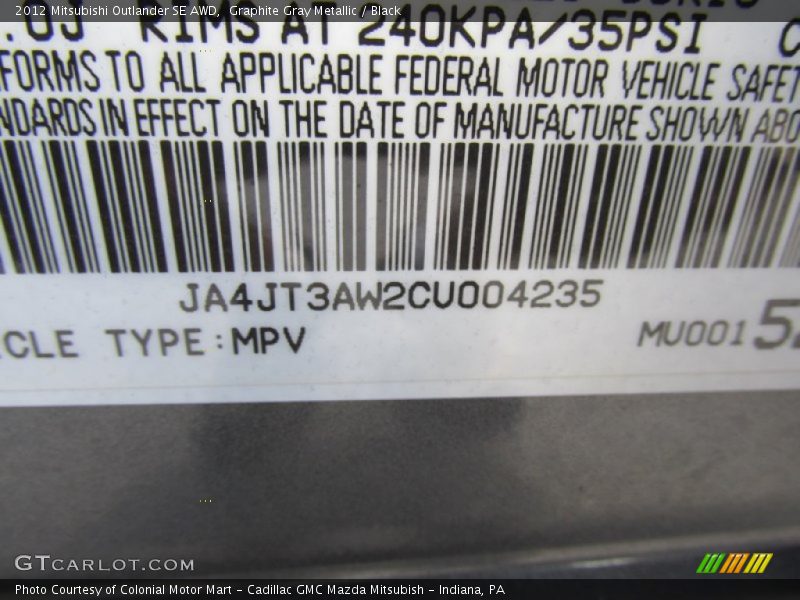 2012 Mitsubishi Outlander SE AWD, Graphite Gray Metallic / Black
RIMS AT 240KPA/35PSI
FORMS TO ALL APPLICABLE FEDERAL MOTOR VEHICLE SAFET
NDARDS IN EFFECT ON THE DATE OF MANUFACTURE SHOWN ABO
JA4JT3AW2CU004235
CLE TYPE:MPV MU001
GTCARLOT.COM
Photo Courtesy of Colonial Motor Mart - Cadillac GMC Mazda Mitsubish - Indiana, PA